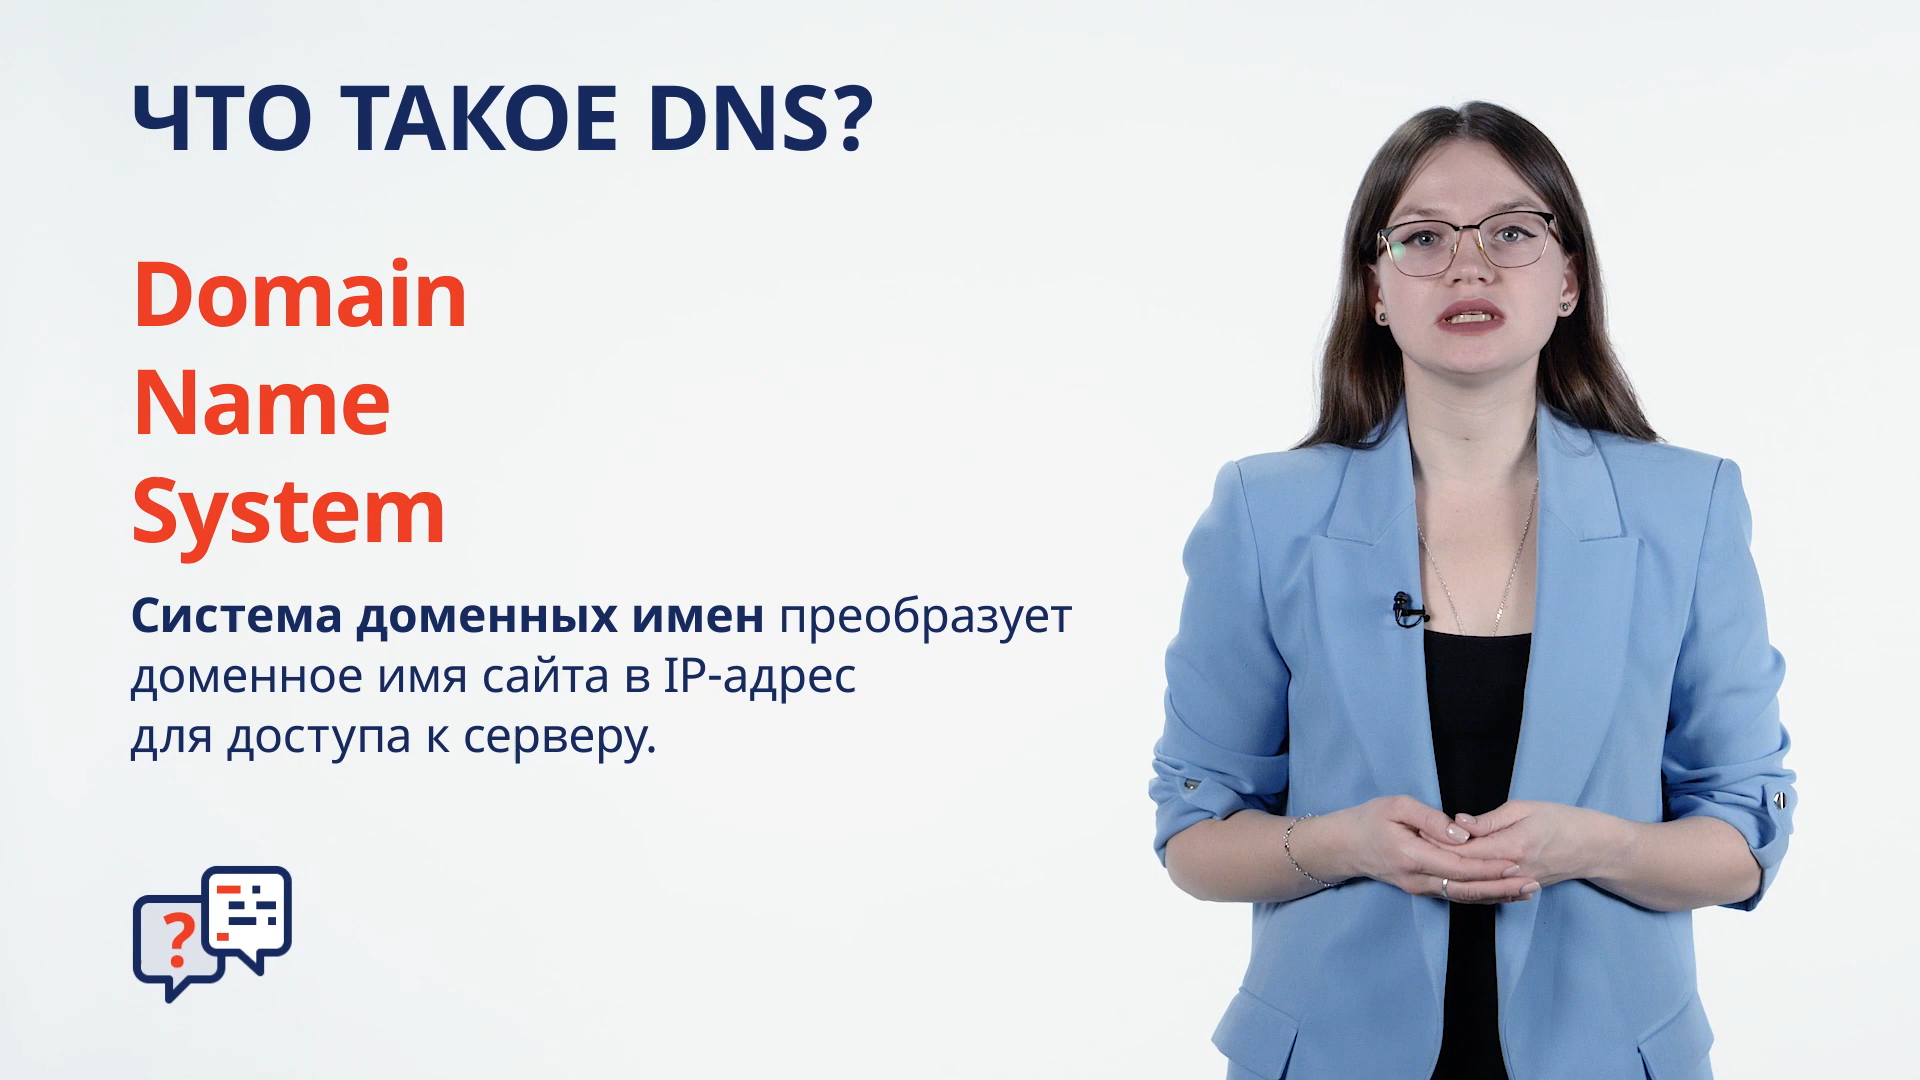 ЧТО ТАКОЕ DNS?
Domain
Name
System
Система доменных имен преобразует
доменное имя сайта в IP-адрес
для доступа к серверу.
?